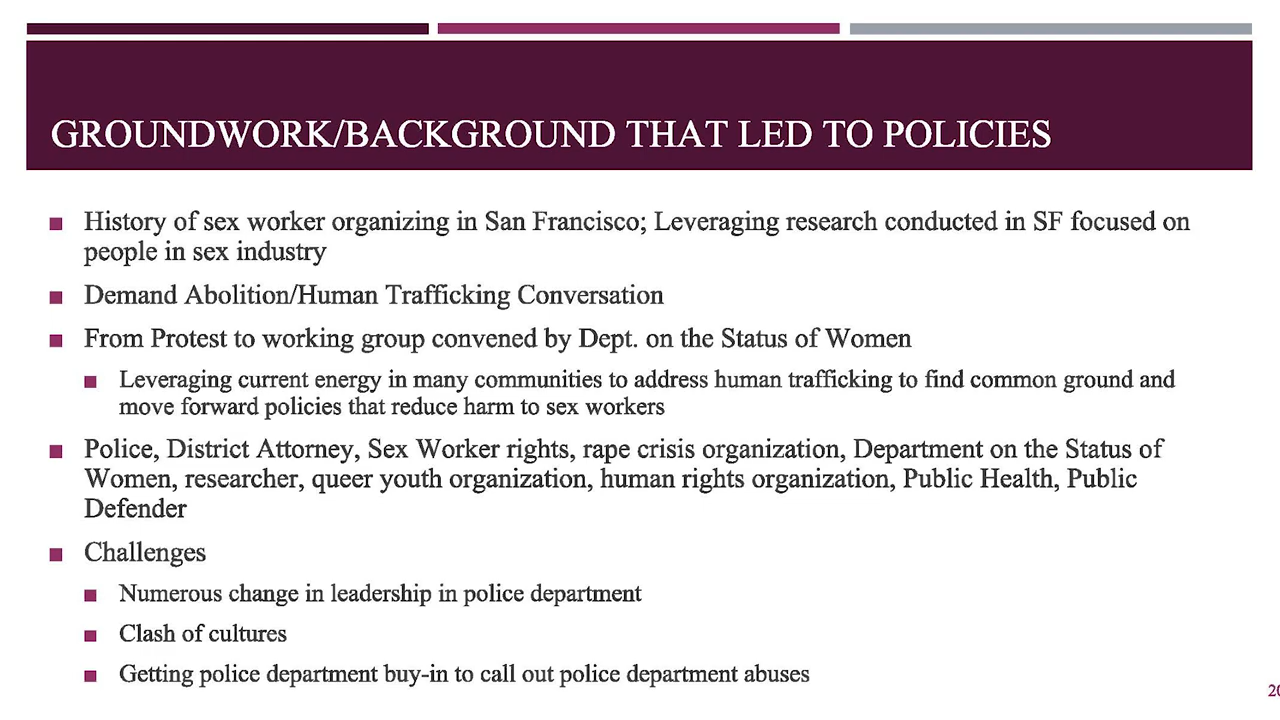 GROUNDWORK/BACKGROUND THAT LED TO POLICIES
History of sex worker organizing in San Francisco; Leveraging research conducted in SF focused on
people in sex industry
Demand Abolition/Human Trafficking Conversation
From Protest to working group convened by Dept. on the Status of Women
Leveraging current energy in many communities to address human trafficking to find common ground and
move forward policies that reduce harm to sex workers
Police, District Attorney, Sex Worker rights, rape crisis organization, Department on the Status of
Women, researcher, queer youth organization, human rights organization, Public Health, Public
Defender
Challenges
Numerous change in leadership in police department
Clash of cultures
Getting police department buy-in to call out police department abuses